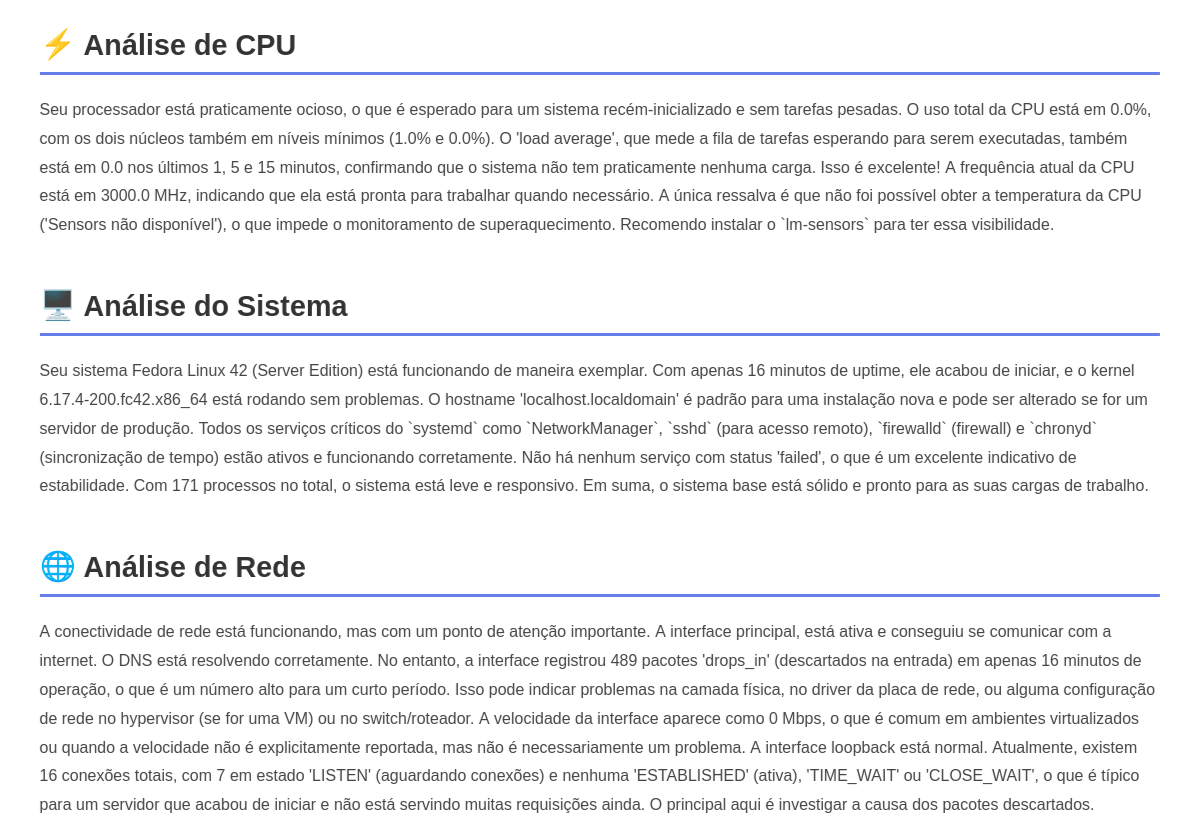 ⚡ Análise de CPU
Seu processador está praticamente ocioso, o que é esperado para um sistema recém-inicializado e sem tarefas pesadas. O uso total da CPU está em 0.0%,
com os dois núcleos também em níveis mínimos (1.0% e 0.0%). O 'load average', que mede a fila de tarefas esperando para serem executadas, também
está em 0.0 nos últimos 1, 5 e 15 minutos, confirmando que o sistema não tem praticamente nenhuma carga. Isso é excelente! A frequência atual da CPU
está em 3000.0 MHz, indicando que ela está pronta para trabalhar quando necessário. A única ressalva é que não foi possível obter a temperatura da CPU
('Sensors não disponível'), o que impede o monitoramento de superaquecimento. Recomendo instalar o `lm-sensors` para ter essa visibilidade.
🖥️ Análise do Sistema
Seu sistema Fedora Linux 42 (Server Edition) está funcionando de maneira exemplar. Com apenas 16 minutos de uptime, ele acabou de iniciar, e o kernel
6.17.4-200.fc42.x86_64 está rodando sem problemas. O hostname 'localhost.localdomain' é padrão para uma instalação nova e pode ser alterado se for um
servidor de produção. Todos os serviços críticos do `systemd` como `NetworkManager`, `sshd` (para acesso remoto), `firewalld` (firewall) e `chronyd`
(sincronização de tempo) estão ativos e funcionando corretamente. Não há nenhum serviço com status 'failed', o que é um excelente indicativo de
estabilidade. Com 171 processos no total, o sistema está leve e responsivo. Em suma, o sistema base está sólido e pronto para as suas cargas de trabalho.
🌐 Análise de Rede
A conectividade de rede está funcionando, mas com um ponto de atenção importante. A interface principal, está ativa e conseguiu se comunicar com a
internet. O DNS está resolvendo corretamente. No entanto, a interface registrou 489 pacotes 'drops_in' (descartados na entrada) em apenas 16 minutos de
operação, o que é um número alto para um curto período. Isso pode indicar problemas na camada física, no driver da placa de rede, ou alguma configuração
de rede no hypervisor (se for uma VM) ou no switch/roteador. A velocidade da interface aparece como 0 Mbps, o que é comum em ambientes virtualizados
ou quando a velocidade não é explicitamente reportada, mas não é necessariamente um problema. A interface loopback está normal. Atualmente, existem
16 conexões totais, com 7 em estado 'LISTEN' (aguardando conexões) e nenhuma 'ESTABLISHED' (ativa), 'TIME_WAIT' ou 'CLOSE_WAIT', o que é típico
para um servidor que acabou de iniciar e não está servindo muitas requisições ainda. O principal aqui é investigar a causa dos pacotes descartados.